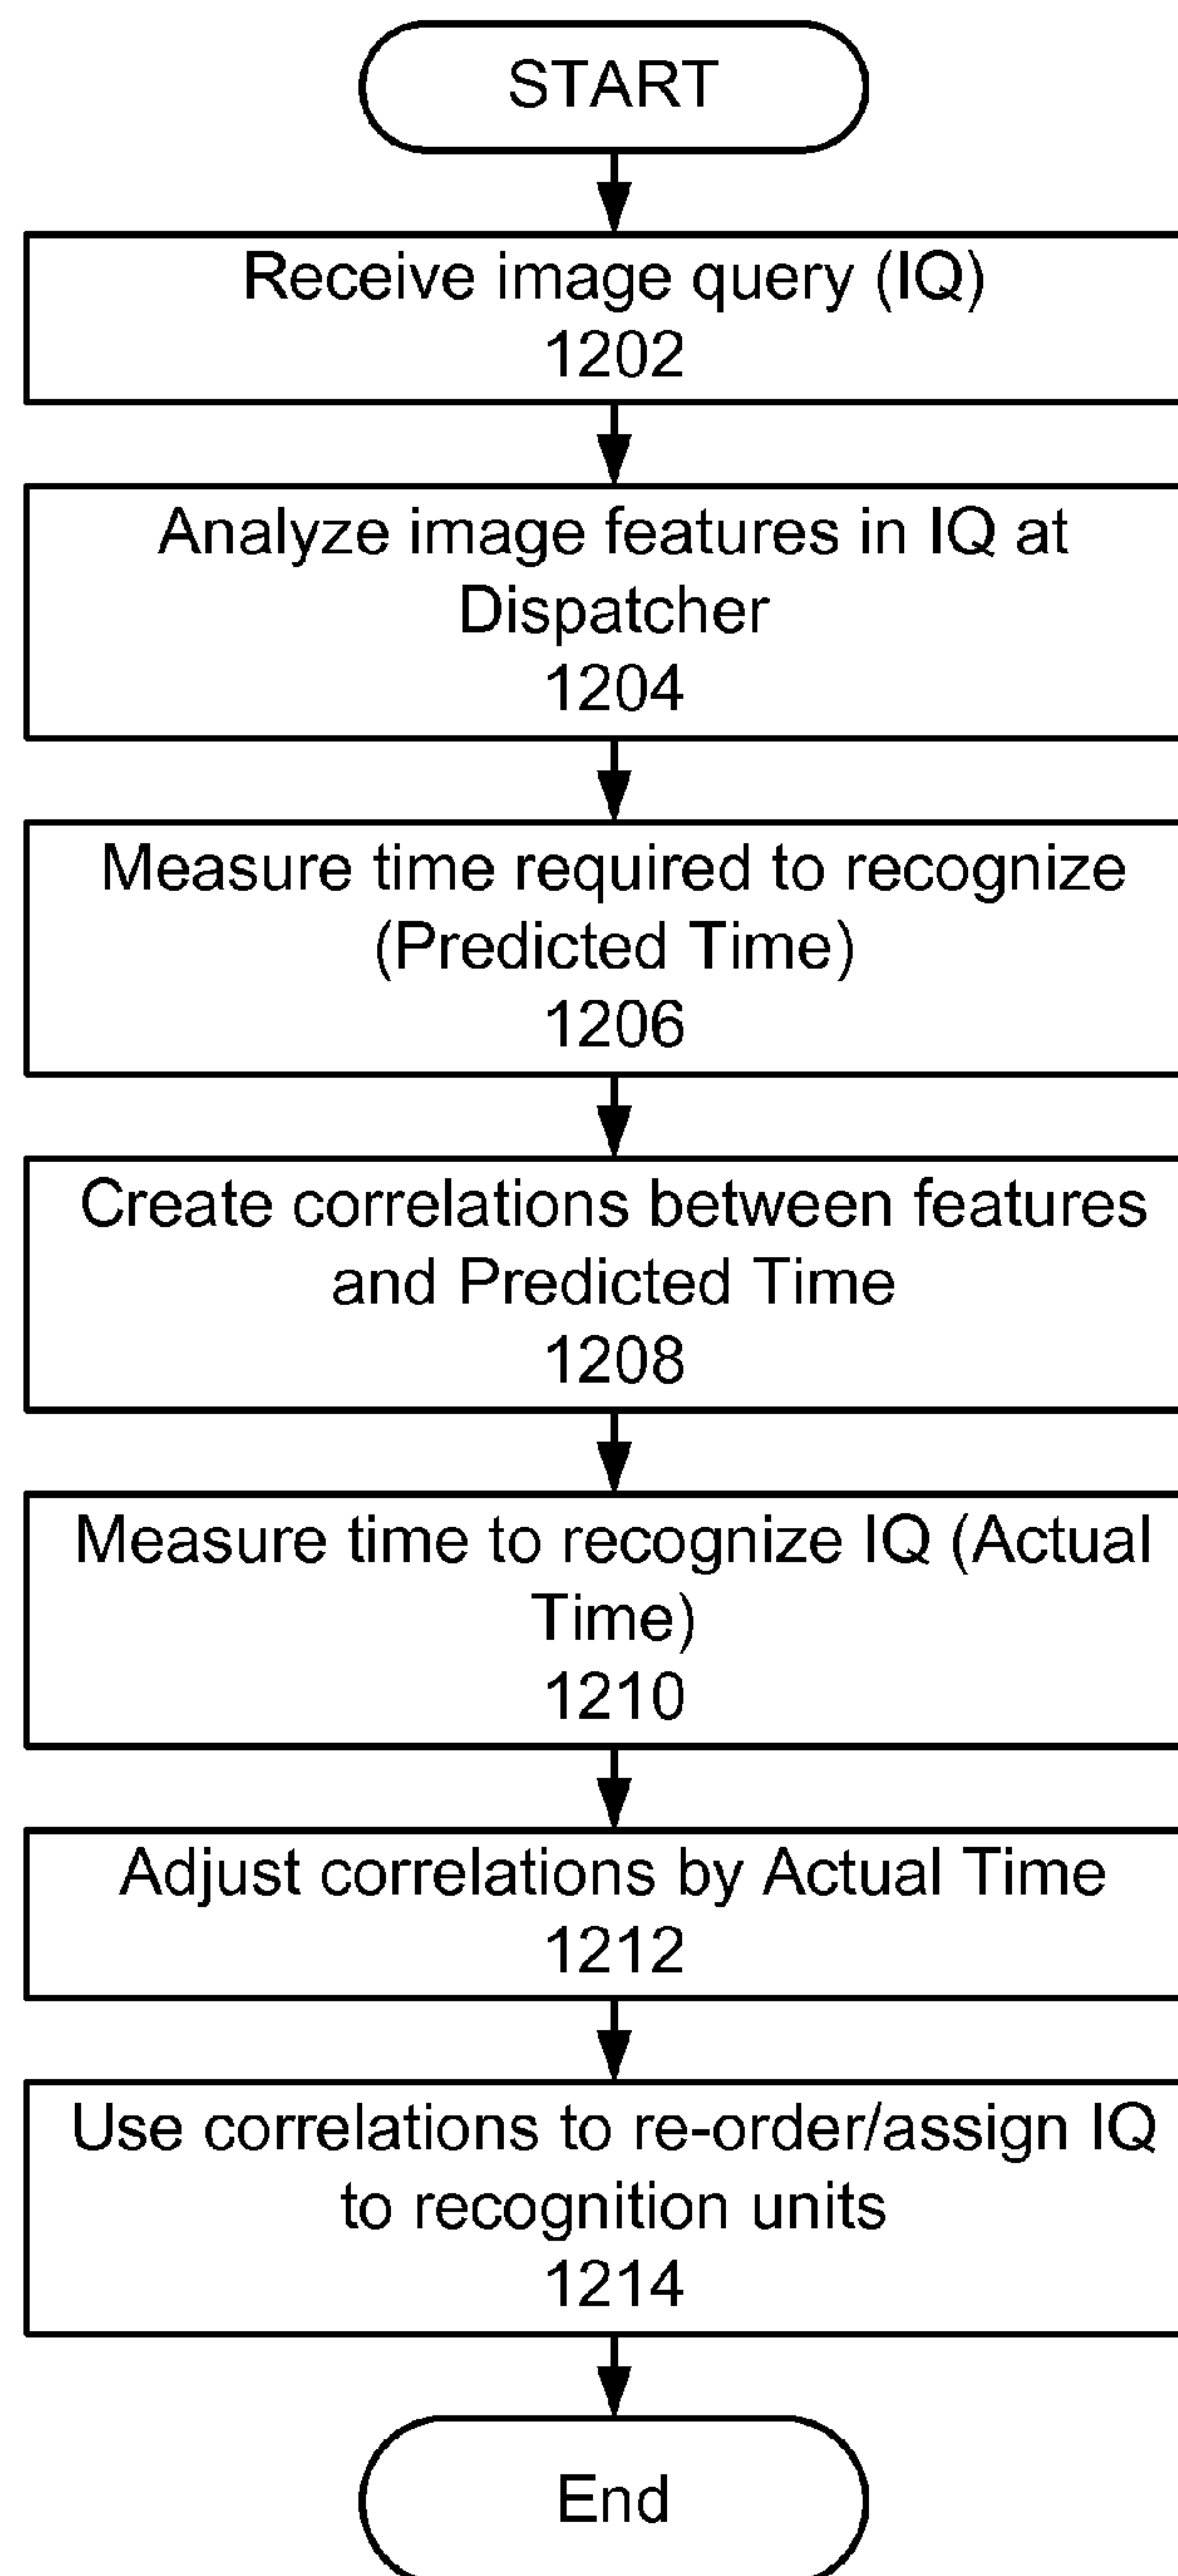 START
Receive image query (IQ)
1202
Analyze image features in IQ at
Dispatcher
1204
Measure time required to recognize
(Predicted Time)
1206
Create correlations between features
and Predicted Time
1208
Measure time to recognize IQ (Actual
Time)
1210
Adjust correlations by Actual Time
1212
Use correlations to re-order/assign IQ
to recognition units
1214
End